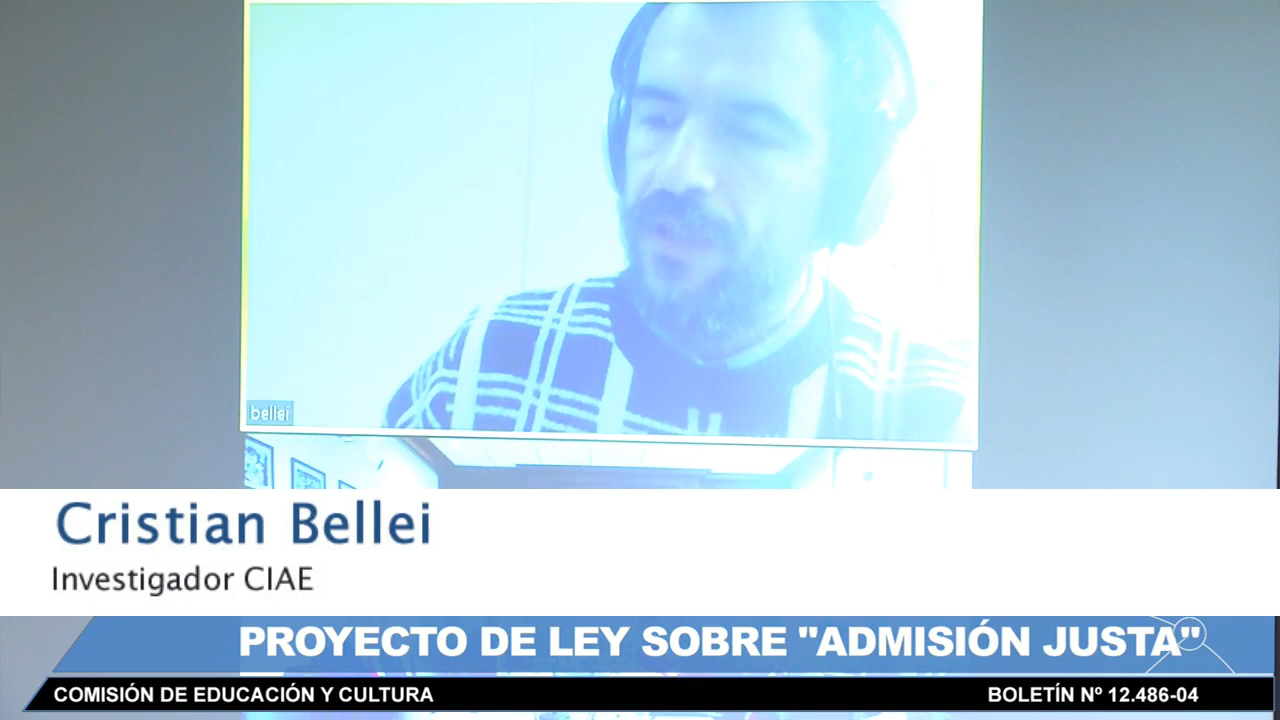 bellei
Cristian Bellei
Investigador CIAE
PROYECTO DE LEY SOBRE "ADMISIÓN JUSTA"
COMISIÓN DE EDUCACIÓN Y CULTURA
BOLETÍN Nº 12.486-04